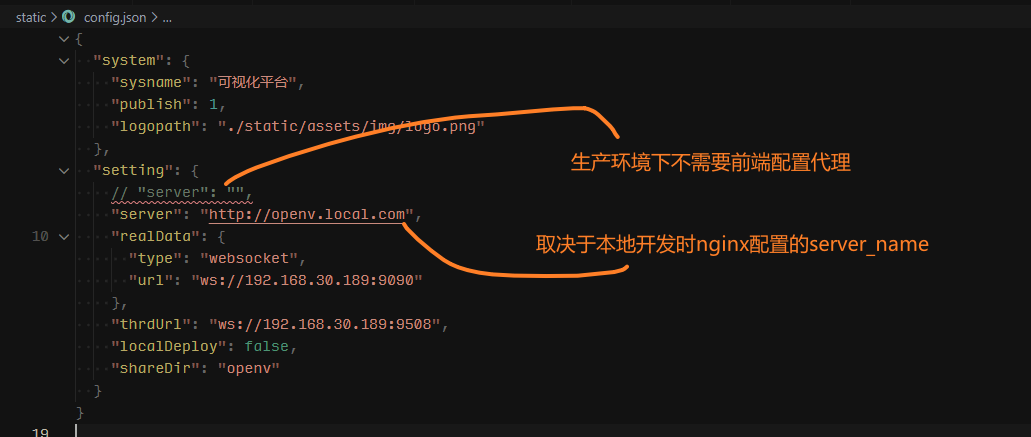 static > config.json > ...
{
"system": {
"sysname": "可视化平台",
"publish": 1,
"logopath": "./static/assets/img/logo.png"
},
生产环境下不需要前端配置代理
"setting": {
// "server": "",
"server": "http://openv.local.com",
10 "realData": {
取决于本地开发时nginx配置的server_name
"type": "websocket",
"url": "ws://192.168.30.189:9090"
},
"thrdUrl": "ws://192.168.30.189:9508",
"localDeploy": false,
"shareDir": "openv"
}
}
19